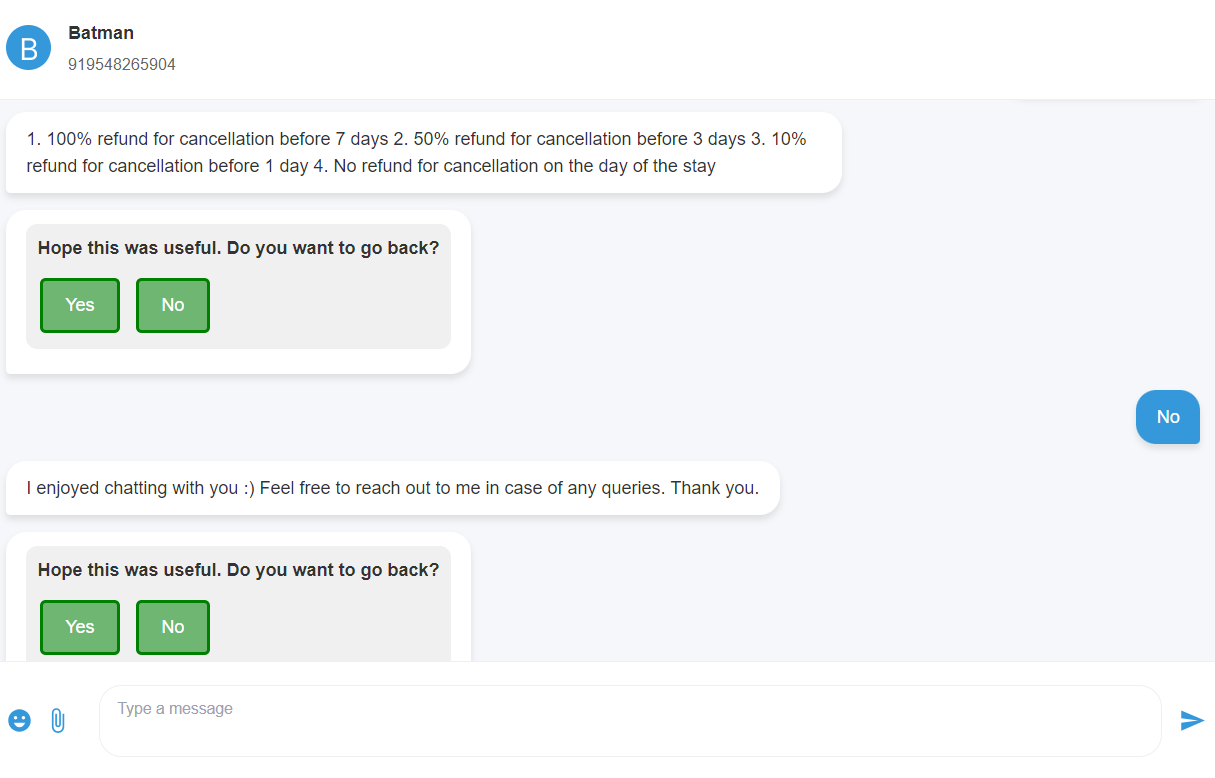 B
Batman
919548265904
1. 100% refund for cancellation before 7 days 2. 50% refund for cancellation before 3 days 3. 10%
refund for cancellation before 1 day 4. No refund for cancellation on the day of the stay
Hope this was useful. Do you want to go back?
Yes No
No
I enjoyed chatting with you :) Feel free to reach out to me in case of any queries. Thank you.
Hope this was useful. Do you want to go back?
Yes No
Type a message